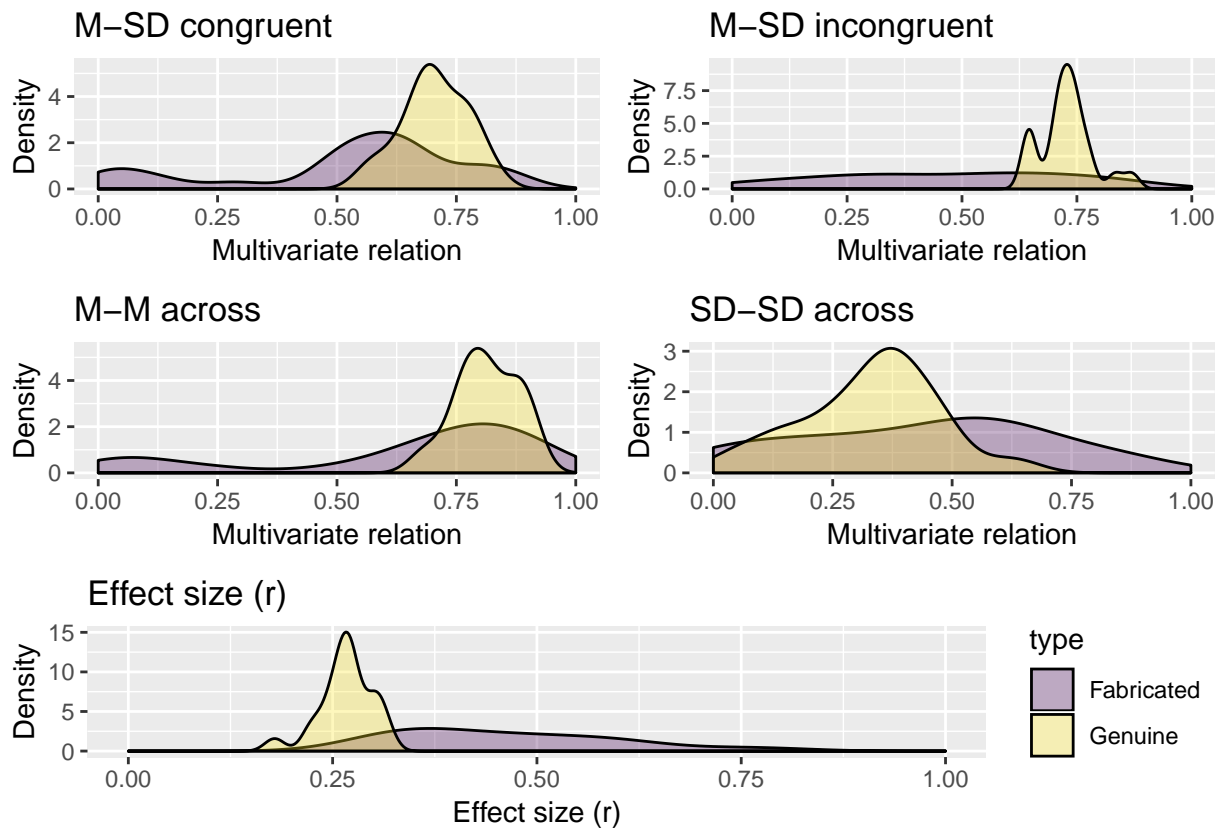 M−SD congruent
Density
4
2
0
0.00 0.25 0.50 0.75 1.00
Multivariate relation
M−SD incongruent
Density
7.5
5.0
2.5
0.0
0.00 0.25 0.50 0.75 1.00
Multivariate relation
M−M across
Density
4
2
0
0.00 0.25 0.50 0.75 1.00
Multivariate relation
SD−SD across
Density
3
2
1
0
0.00 0.25 0.50 0.75 1.00
Multivariate relation
Effect size (r)
Density
15
10
5
0
0.00 0.25 0.50 0.75 1.00
Effect size (r)
type
Fabricated
Genuine